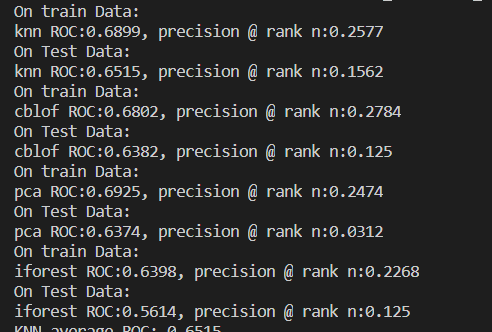 On train Data:
knn ROC:0.6899, precision @ rank n:0.2577
On Test Data:
knn ROC:0.6515, precision @ rank n:0.1562
On train Data:
cblof ROC:0.6802, precision @ rank n:0.2784
On Test Data:
cblof ROC:0.6382, precision @ rank n:0.125
On train Data:
pca ROC:0.6925, precision @ rank n:0.2474
On Test Data:
pca ROC:0.6374, precision @ rank n:0.0312
On train Data:
iforest ROC:0.6398, precision @ rank n:0.2268
On Test Data:
iforest ROC:0.5614, precision @ rank n:0.125
KNN average ROC: 0.6515